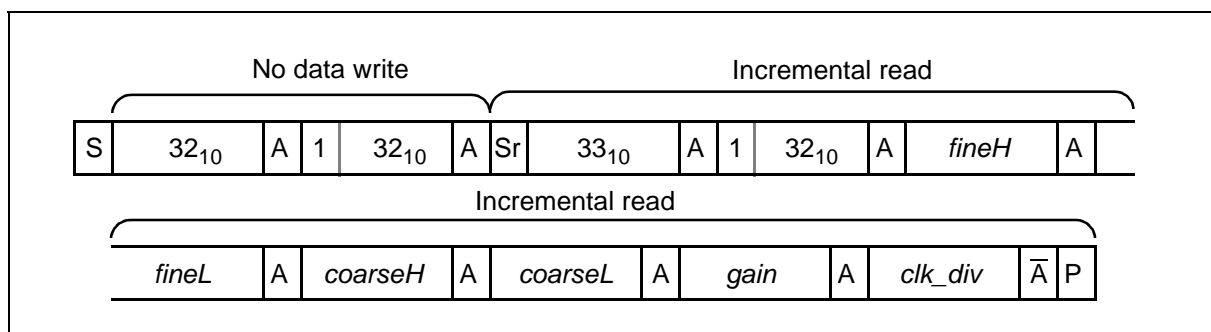 No data write Incremental read
S 32₁₀ A 1 32₁₀ A Sr 33₁₀ A 1 32₁₀ A fineH A
Incremental read
fineL A coarseH A coarseL A gain A clk_div A̅ P